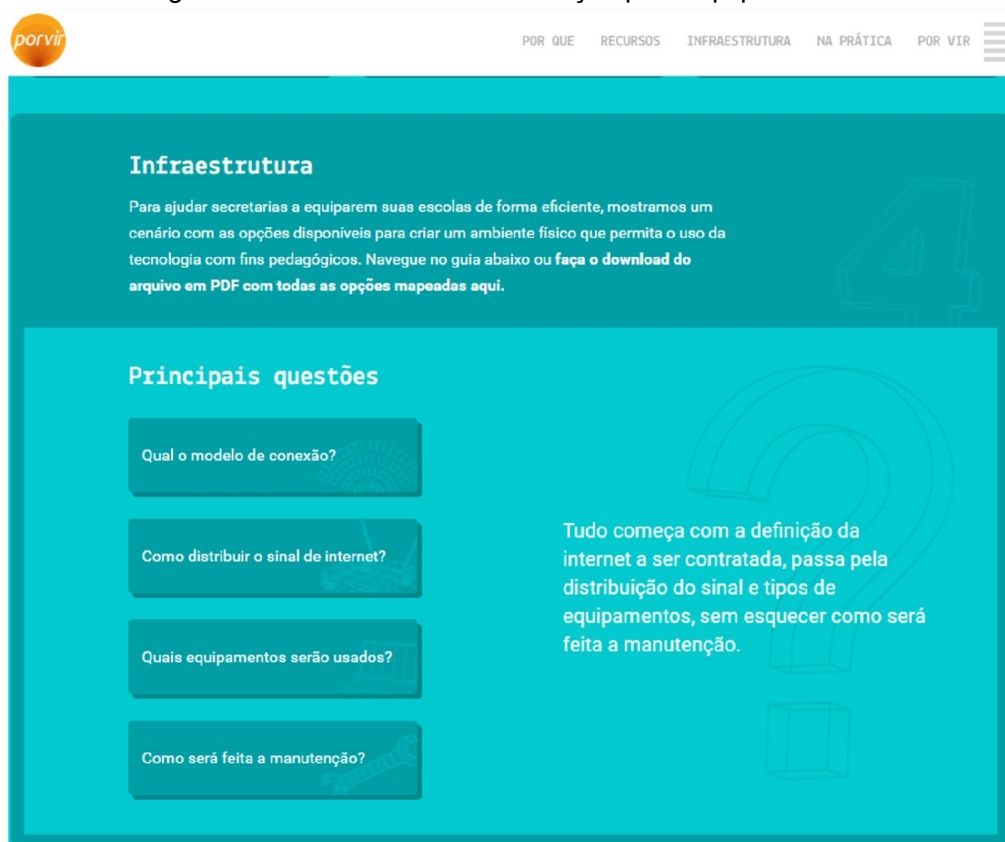 porvir
POR QUE RECURSOS INFRAESTRUTURA NA PRÁTICA POR VIR
Infraestrutura
Para ajudar secretarias a equiparem suas escolas de forma eficiente, mostramos um
cenário com as opções disponíveis para criar um ambiente físico que permita o uso da
tecnologia com fins pedagógicos. Navegue no guia abaixo ou faça o download do
arquivo em PDF com todas as opções mapeadas aqui.
4
Principais questões
Qual o modelo de conexão?
Como distribuir o sinal de internet?
Quais equipamentos serão usados?
Como será feita a manutenção?
?
Tudo começa com a definição da
internet a ser contratada, passa pela
distribuição do sinal e tipos de
equipamentos, sem esquecer como será
feita a manutenção.